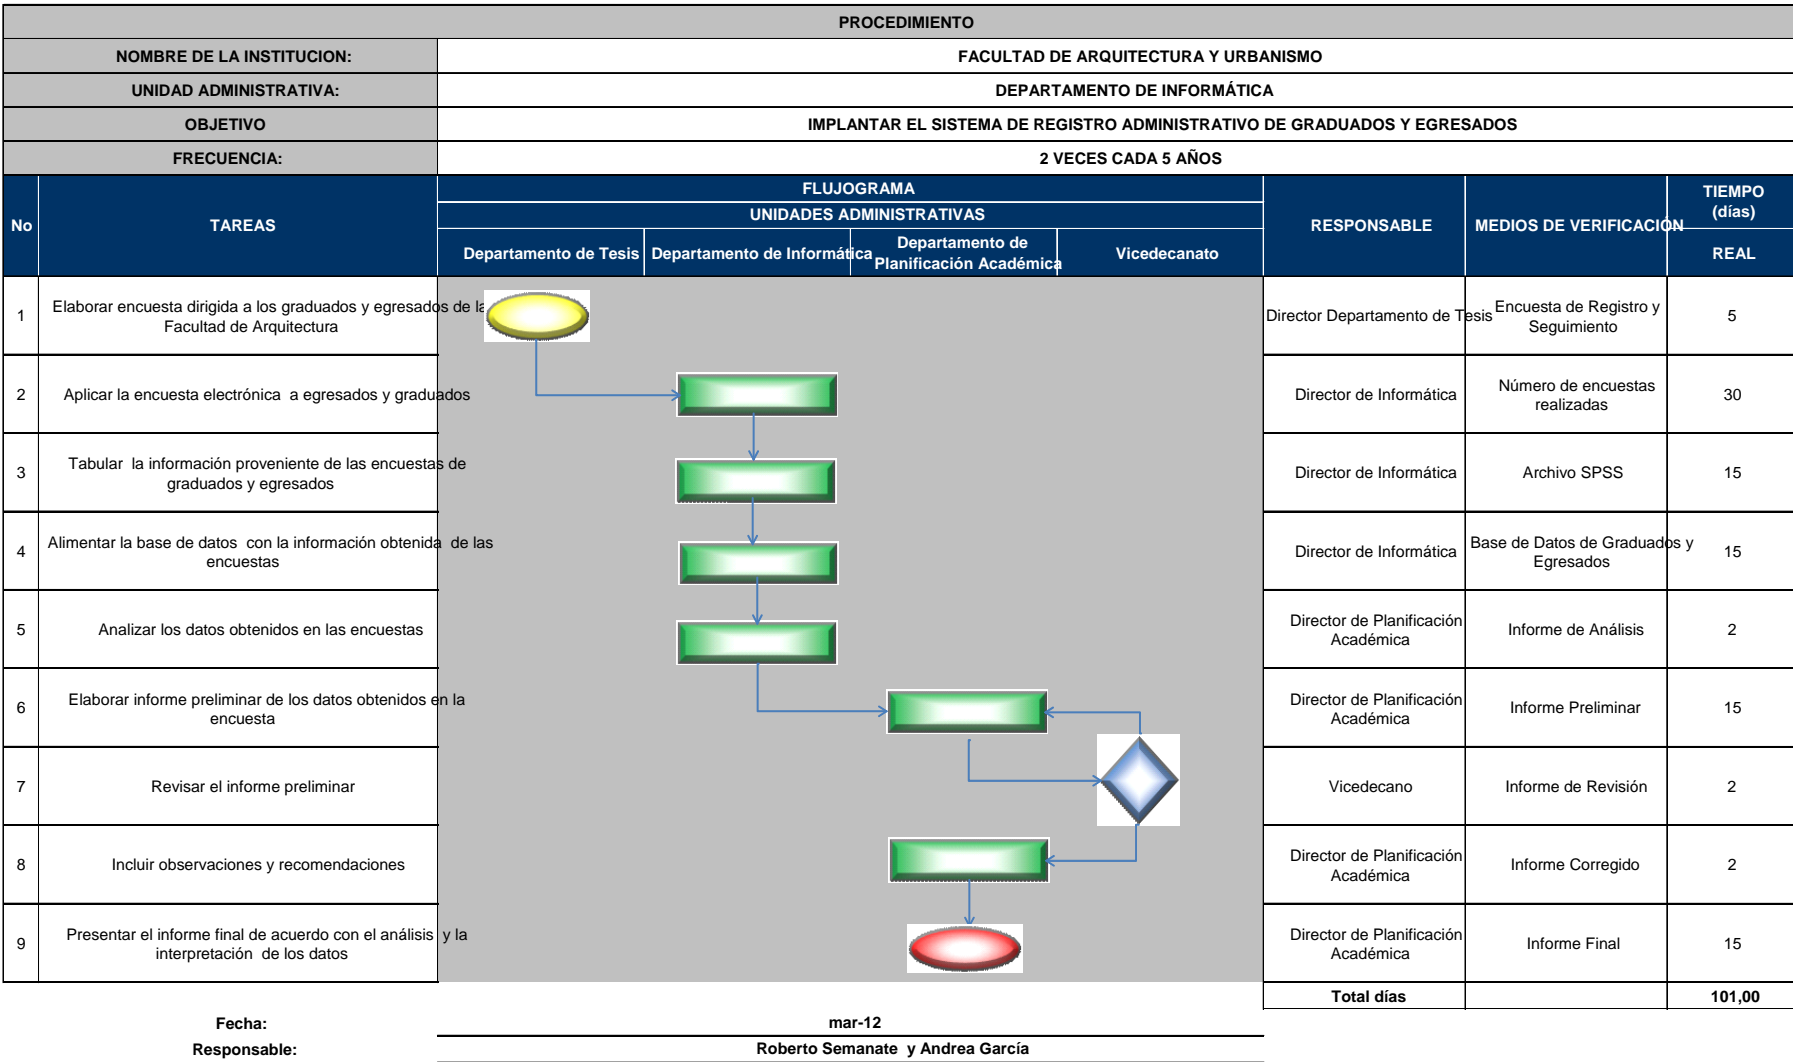 PROCEDIMIENTO
NOMBRE DE LA INSTITUCION: FACULTAD DE ARQUITECTURA Y URBANISMO
UNIDAD ADMINISTRATIVA: DEPARTAMENTO DE INFORMÁTICA
OBJETIVO IMPLANTAR EL SISTEMA DE REGISTRO ADMINISTRATIVO DE GRADUADOS Y EGRESADOS
FRECUENCIA: 2 VECES CADA 5 AÑOS
No
TAREAS
FLUJOGRAMA
UNIDADES ADMINISTRATIVAS
Departamento de Tesis
Departamento de Informática
Departamento de
Planificación Académica
Vicedecanato
RESPONSABLE
MEDIOS DE VERIFICACIÓN
TIEMPO
(días)
REAL
1
Elaborar encuesta dirigida a los graduados y egresados de la
Facultad de Arquitectura
Director Departamento de Tesis
Encuesta de Registro y
Seguimiento
5
2
Aplicar la encuesta electrónica a egresados y graduados
Director de Informática
Número de encuestas
realizadas
30
3
Tabular la información proveniente de las encuestas de
graduados y egresados
Director de Informática
Archivo SPSS
15
4
Alimentar la base de datos con la información obtenida de las
encuestas
Director de Informática
Base de Datos de Graduados y
Egresados
15
5
Analizar los datos obtenidos en las encuestas
Director de Planificación
Académica
Informe de Análisis
2
6
Elaborar informe preliminar de los datos obtenidos en la
encuesta
Director de Planificación
Académica
Informe Preliminar
15
7
Revisar el informe preliminar
Vicedecano
Informe de Revisión
2
8
Incluir observaciones y recomendaciones
Director de Planificación
Académica
Informe Corregido
2
9
Presentar el informe final de acuerdo con el análisis y la
interpretación de los datos
Director de Planificación
Académica
Informe Final
15
Total días 101,00
Fecha: mar-12
Responsable: Roberto Semanate y Andrea García